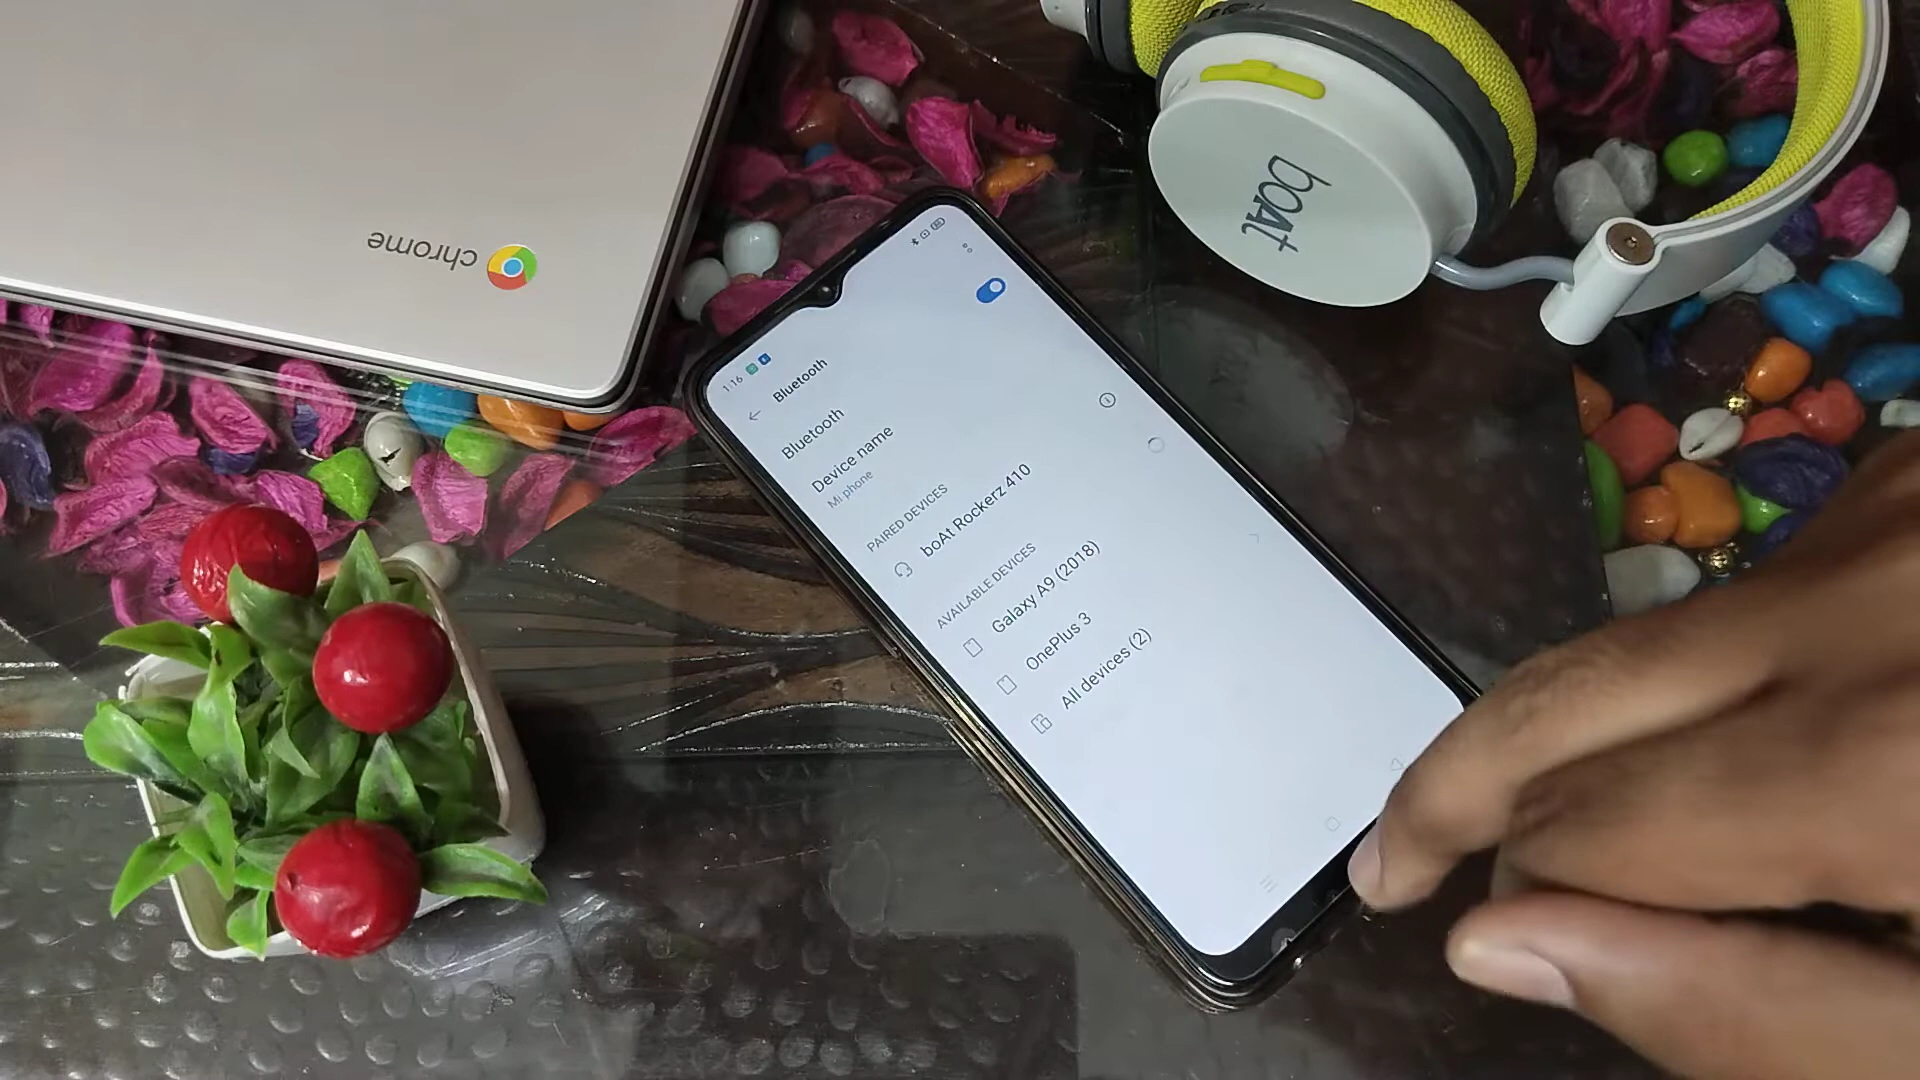 chrome
boAt
1:16
Bluetooth
Bluetooth
Device name
Mi phone
PAIRED DEVICES
boAt Rockerz 410
AVAILABLE DEVICES
Galaxy A9 (2018)
OnePlus 3
All devices (2)